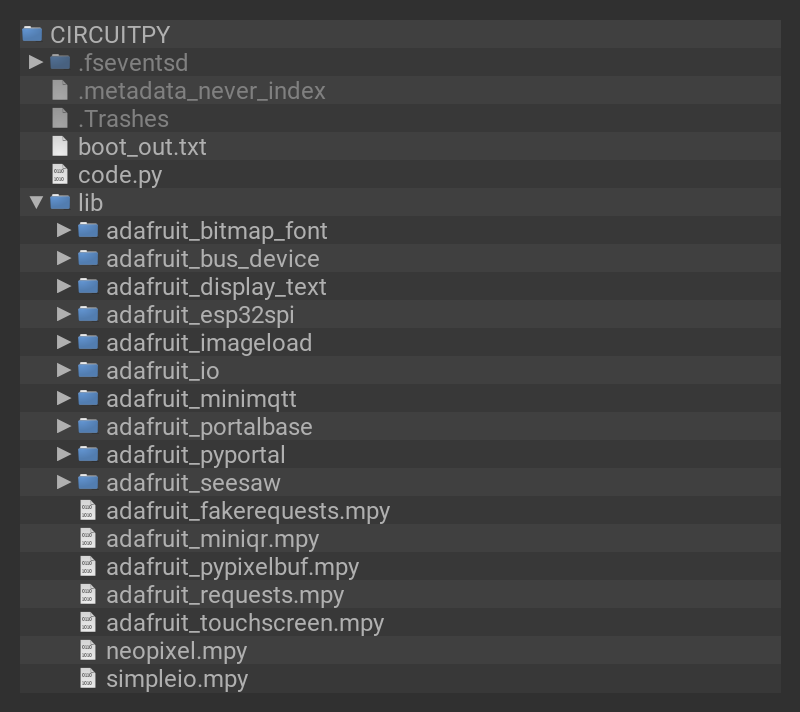 CIRCUITPY
.fseventsd
.metadata_never_index
.Trashes
boot_out.txt
code.py
lib
adafruit_bitmap_font
adafruit_bus_device
adafruit_display_text
adafruit_esp32spi
adafruit_imageload
adafruit_io
adafruit_minimqtt
adafruit_portalbase
adafruit_pyportal
adafruit_seesaw
adafruit_fakerequests.mpy
adafruit_miniqr.mpy
adafruit_pypixelbuf.mpy
adafruit_requests.mpy
adafruit_touchscreen.mpy
neopixel.mpy
simpleio.mpy